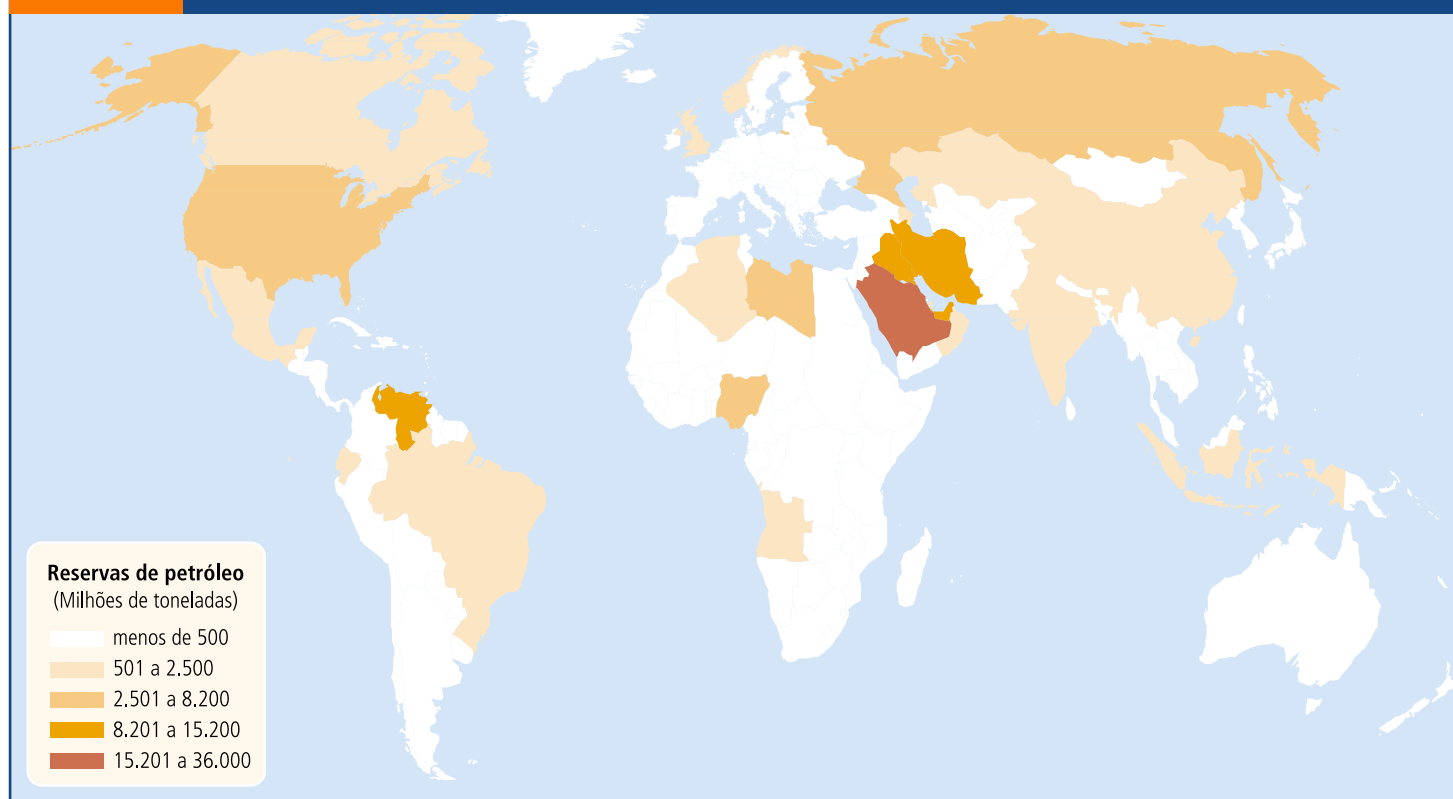 Reservas de petróleo
(Milhões de toneladas)
menos de 500
501 a 2.500
2.501 a 8.200
8.201 a 15.200
15.201 a 36.000